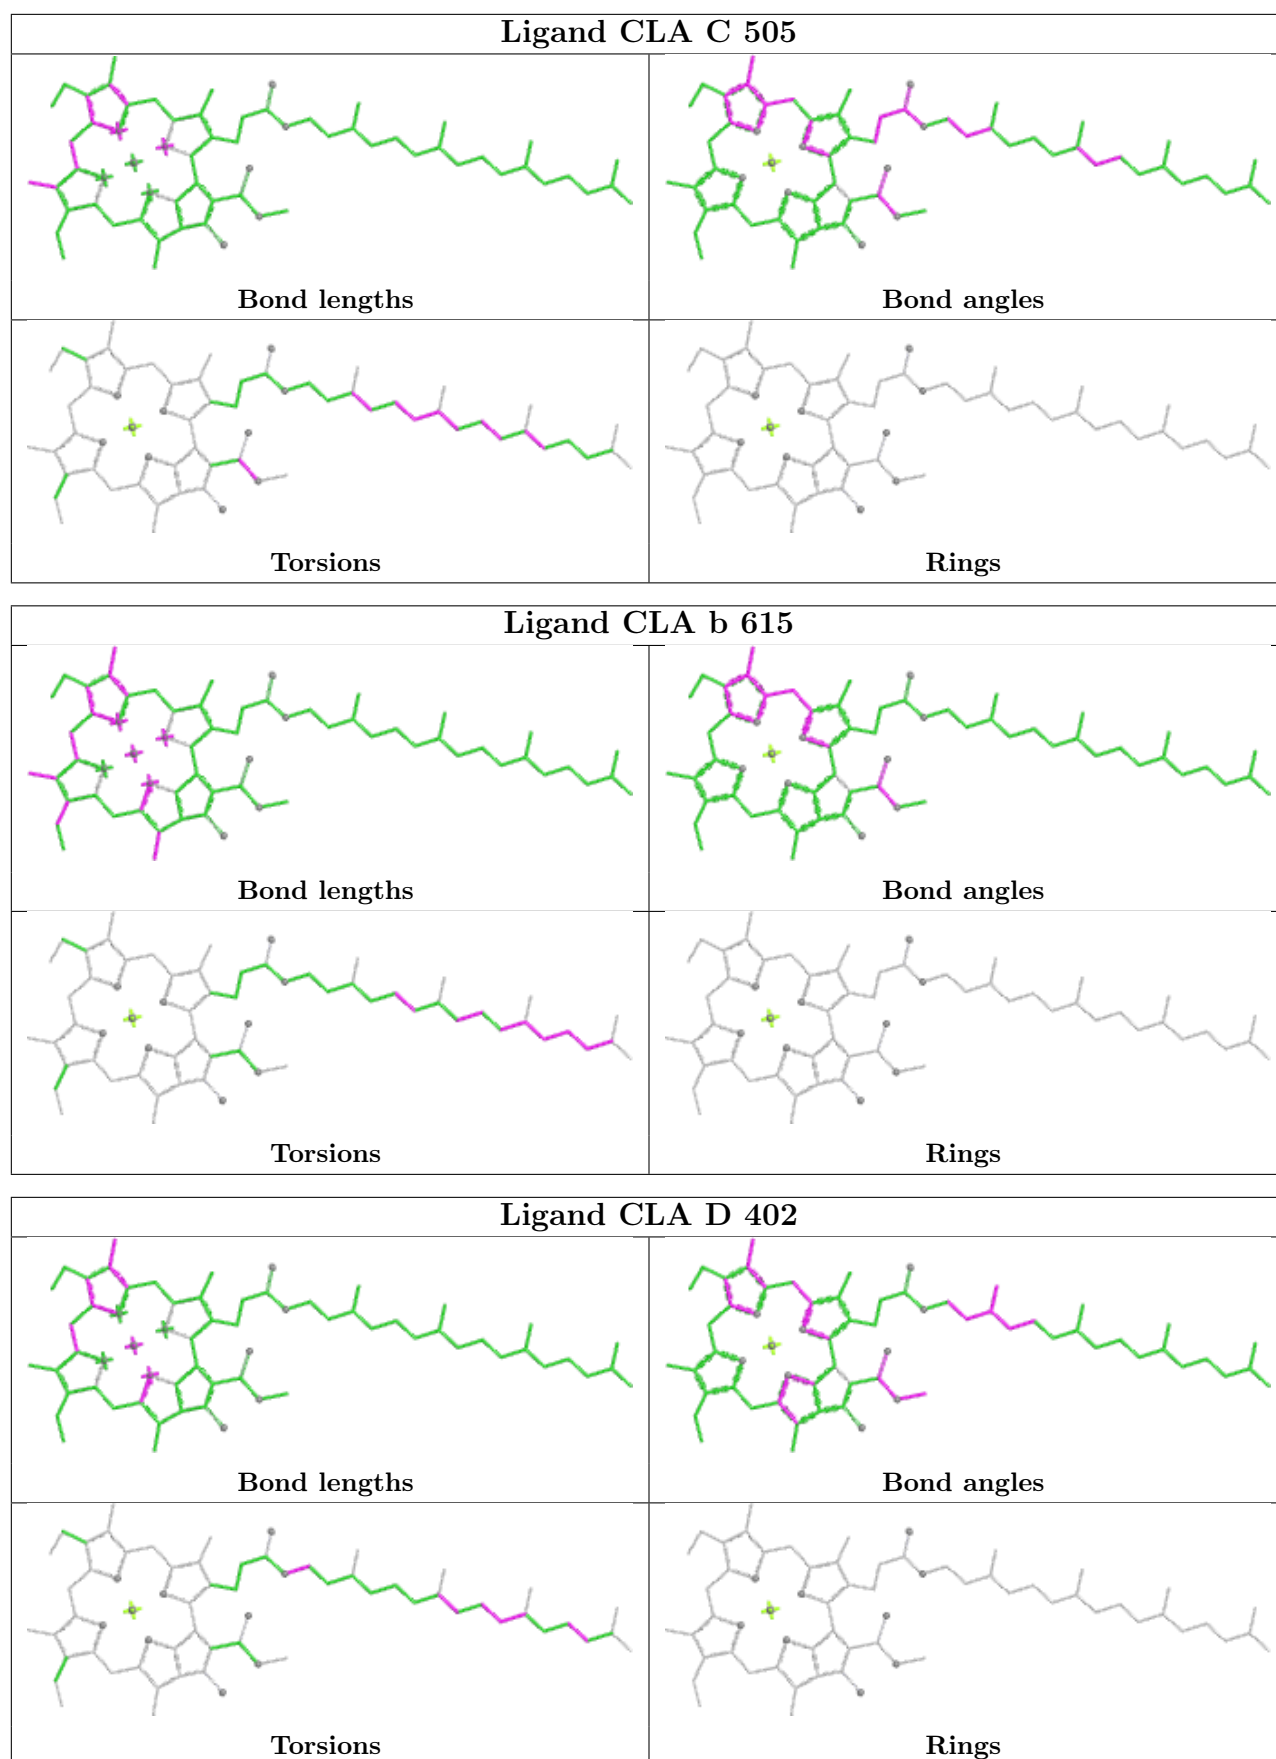 Ligand CLA C 505
Bond lengths
Bond angles
Torsions
Rings
Ligand CLA b 615
Bond lengths
Bond angles
Torsions
Rings
Ligand CLA D 402
Bond lengths
Bond angles
Torsions
Rings